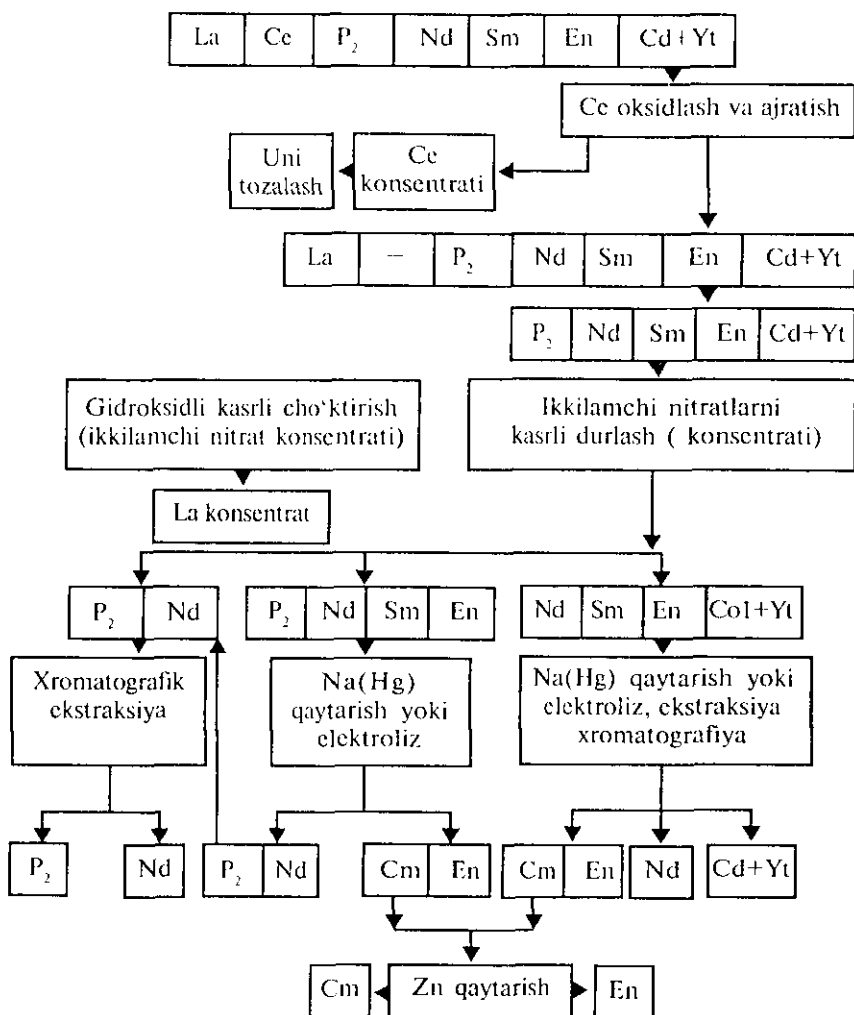 La Ce P₂ Nd Sm En Cd+Yt
Ce oksidlash va ajratish
Uni
tozalash
Ce
konsentrati
La – P₂ Nd Sm En Cd+Yt
P₂ Nd Sm En Cd+Yt
Gidroksidli kasrli cho‘ktirish
(ikkilamchi nitrat konsentrati)
Ikkilamchi nitratlarni
kasrli durlash ( konsentrati)
La konsentrat
P₂ Nd
P₂ Nd Sm En
Nd Sm En Co1+Yt
Xromatografik
ekstraksiya
Na(Hg)
qaytarish yoki
elektroliz
Na(Hg) qaytarish yoki
elektroliz, ekstraksiya
xromatografiya
P₂ Nd P₂ Nd Cm En Cm En Nd Cd+Yt
Cm Zn qaytarish En